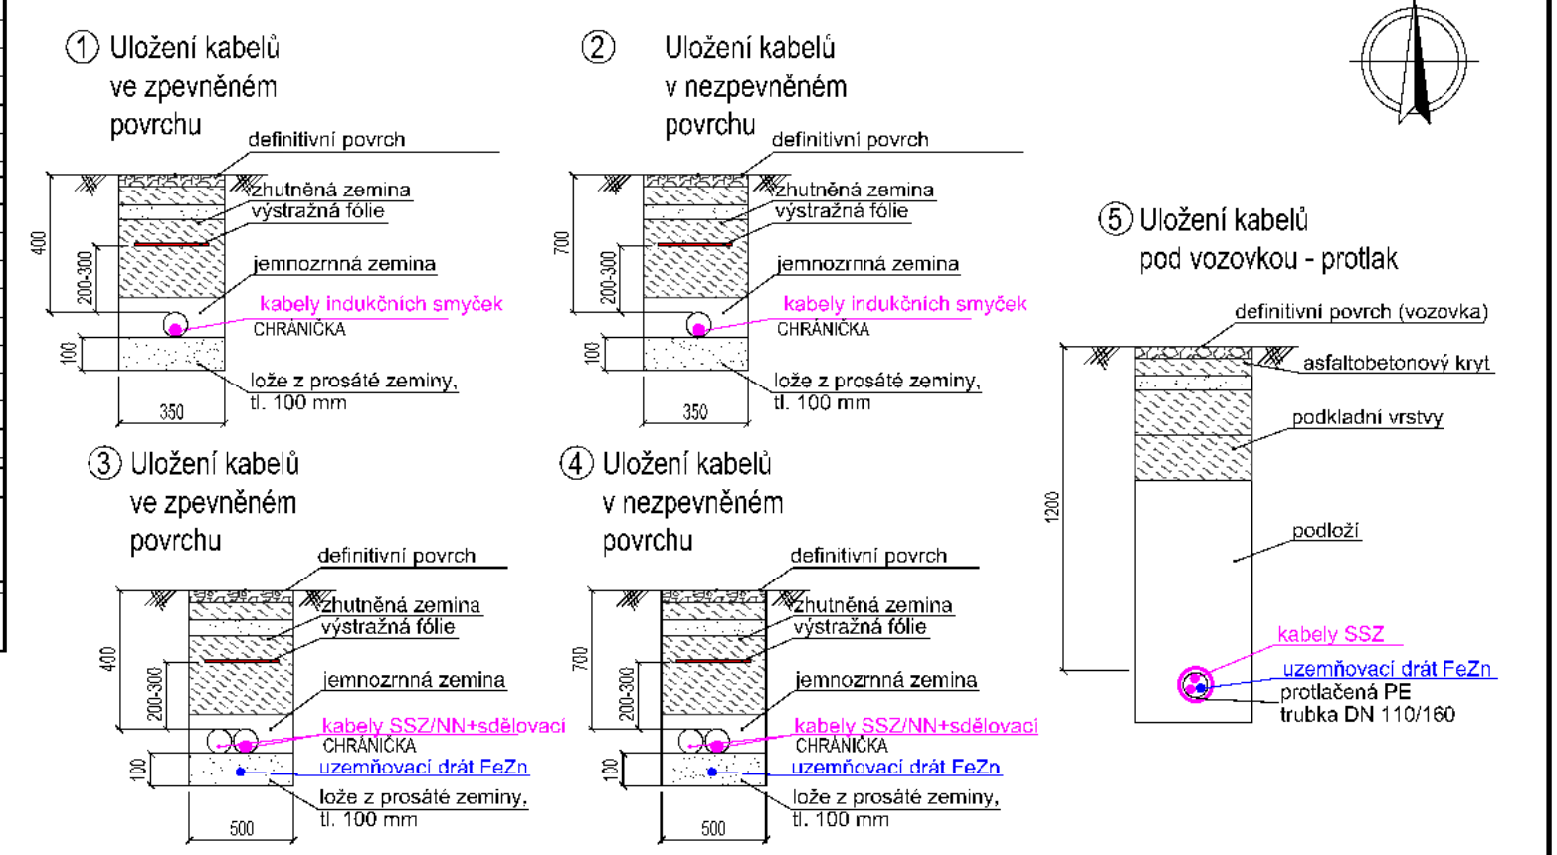 1 Uložení kabelů
ve zpevněném
povrchu
definitivní povrch
zhutněná zemina
výstražná fólie
jemnozrnná zemina
kabely indukčních smyček
CHRÁNIČKA
lože z prosáté zeminy,
tl. 100 mm
400
200-300
100
350
2 Uložení kabelů
v nezpevněném
povrchu
definitivní povrch
zhutněná zemina
výstražná fólie
jemnozrnná zemina
kabely indukčních smyček
CHRÁNIČKA
lože z prosáté zeminy,
tl. 100 mm
700
200-300
100
350
3 Uložení kabelů
ve zpevněném
povrchu
definitivní povrch
zhutněná zemina
výstražná fólie
jemnozrnná zemina
kabely SSZ/NN+sdělovací
CHRÁNIČKA
uzemňovací drát FeZn
lože z prosáté zeminy,
tl. 100 mm
400
200-300
100
500
4 Uložení kabelů
v nezpevněném
povrchu
definitivní povrch
zhutněná zemina
výstražná fólie
jemnozrnná zemina
kabely SSZ/NN+sdělovací
CHRÁNIČKA
uzemňovací drát FeZn
lože z prosáté zeminy,
tl. 100 mm
700
200-300
100
500
5 Uložení kabelů
pod vozovkou - protlak
definitivní povrch (vozovka)
asfaltobetonový kryt
podkladní vrstvy
podloží
kabely SSZ
uzemňovací drát FeZn
protlačená PE
trubka DN 110/160
1200